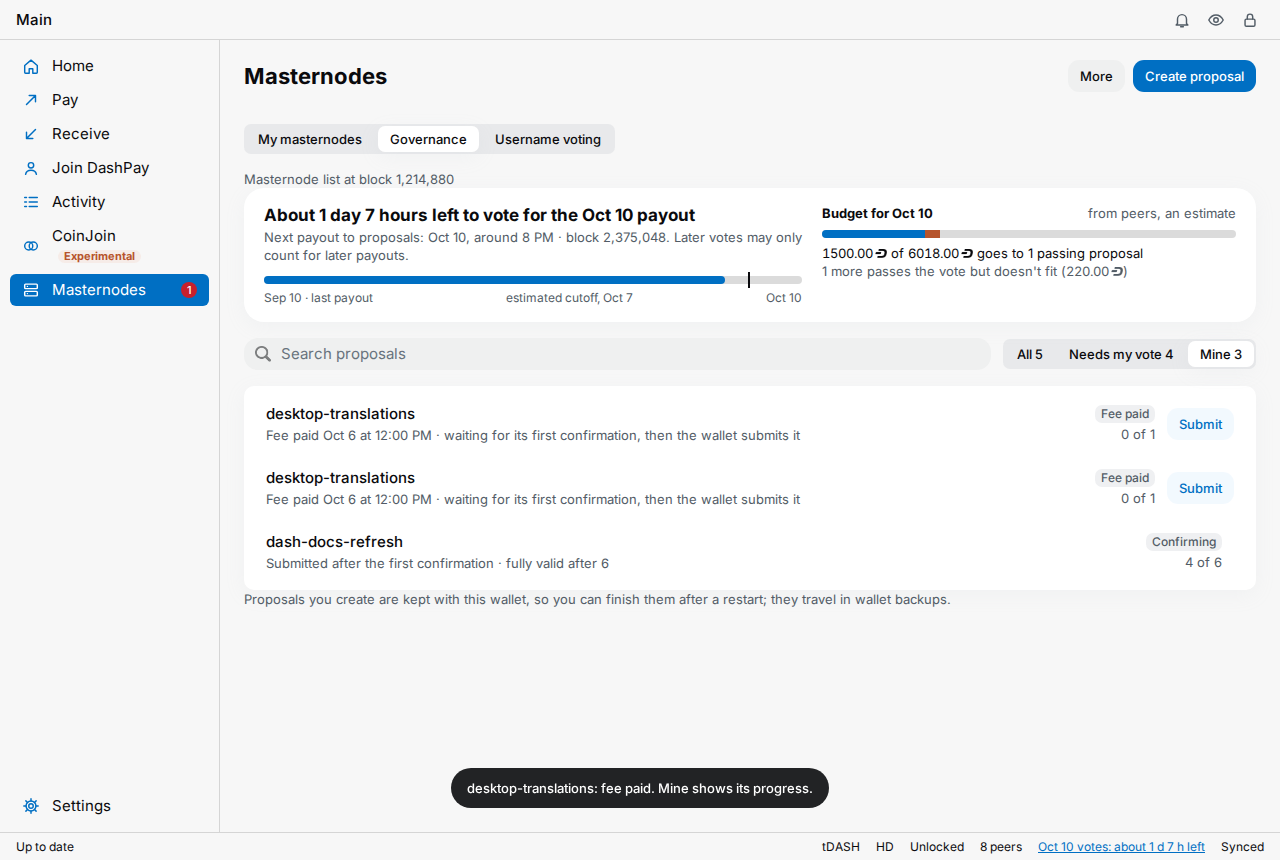 Main
Home
Pay
Receive
Join DashPay
Activity
CoinJoin
Experimental
Masternodes 1
Settings
Masternodes
More
Create proposal
My masternodes
Governance
Username voting
Masternode list at block 1,214,880
About 1 day 7 hours left to vote for the Oct 10 payout
Next payout to proposals: Oct 10, around 8 PM · block 2,375,048. Later votes may only
count for later payouts.
Sep 10 · last payout
estimated cutoff, Oct 7
Oct 10
Budget for Oct 10
from peers, an estimate
1500.00 of 6018.00 goes to 1 passing proposal
1 more passes the vote but doesn't fit (220.00)
Search proposals
All 5
Needs my vote 4
Mine 3
desktop-translations
Fee paid Oct 6 at 12:00 PM · waiting for its first confirmation, then the wallet submits it
Fee paid
0 of 1
Submit
desktop-translations
Fee paid Oct 6 at 12:00 PM · waiting for its first confirmation, then the wallet submits it
Fee paid
0 of 1
Submit
dash-docs-refresh
Submitted after the first confirmation · fully valid after 6
Confirming
4 of 6
Proposals you create are kept with this wallet, so you can finish them after a restart; they travel in wallet backups.
desktop-translations: fee paid. Mine shows its progress.
Up to date
tDASH
HD
Unlocked
8 peers
Oct 10 votes: about 1 d 7 h left
Synced